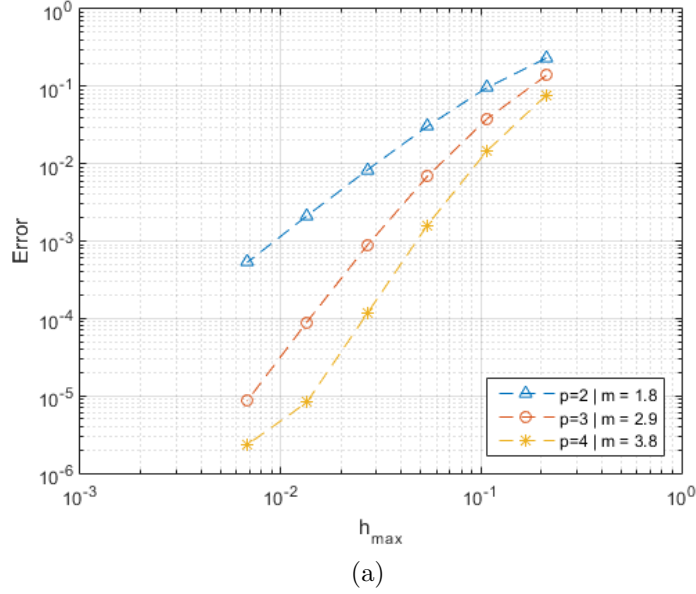 10^0
10^-1
10^-2
10^-3
10^-4
10^-5
10^-6
Error
p=2 | m = 1.8
p=3 | m = 2.9
p=4 | m = 3.8
10^-3 10^-2 10^-1 10^0
h_max
(a)